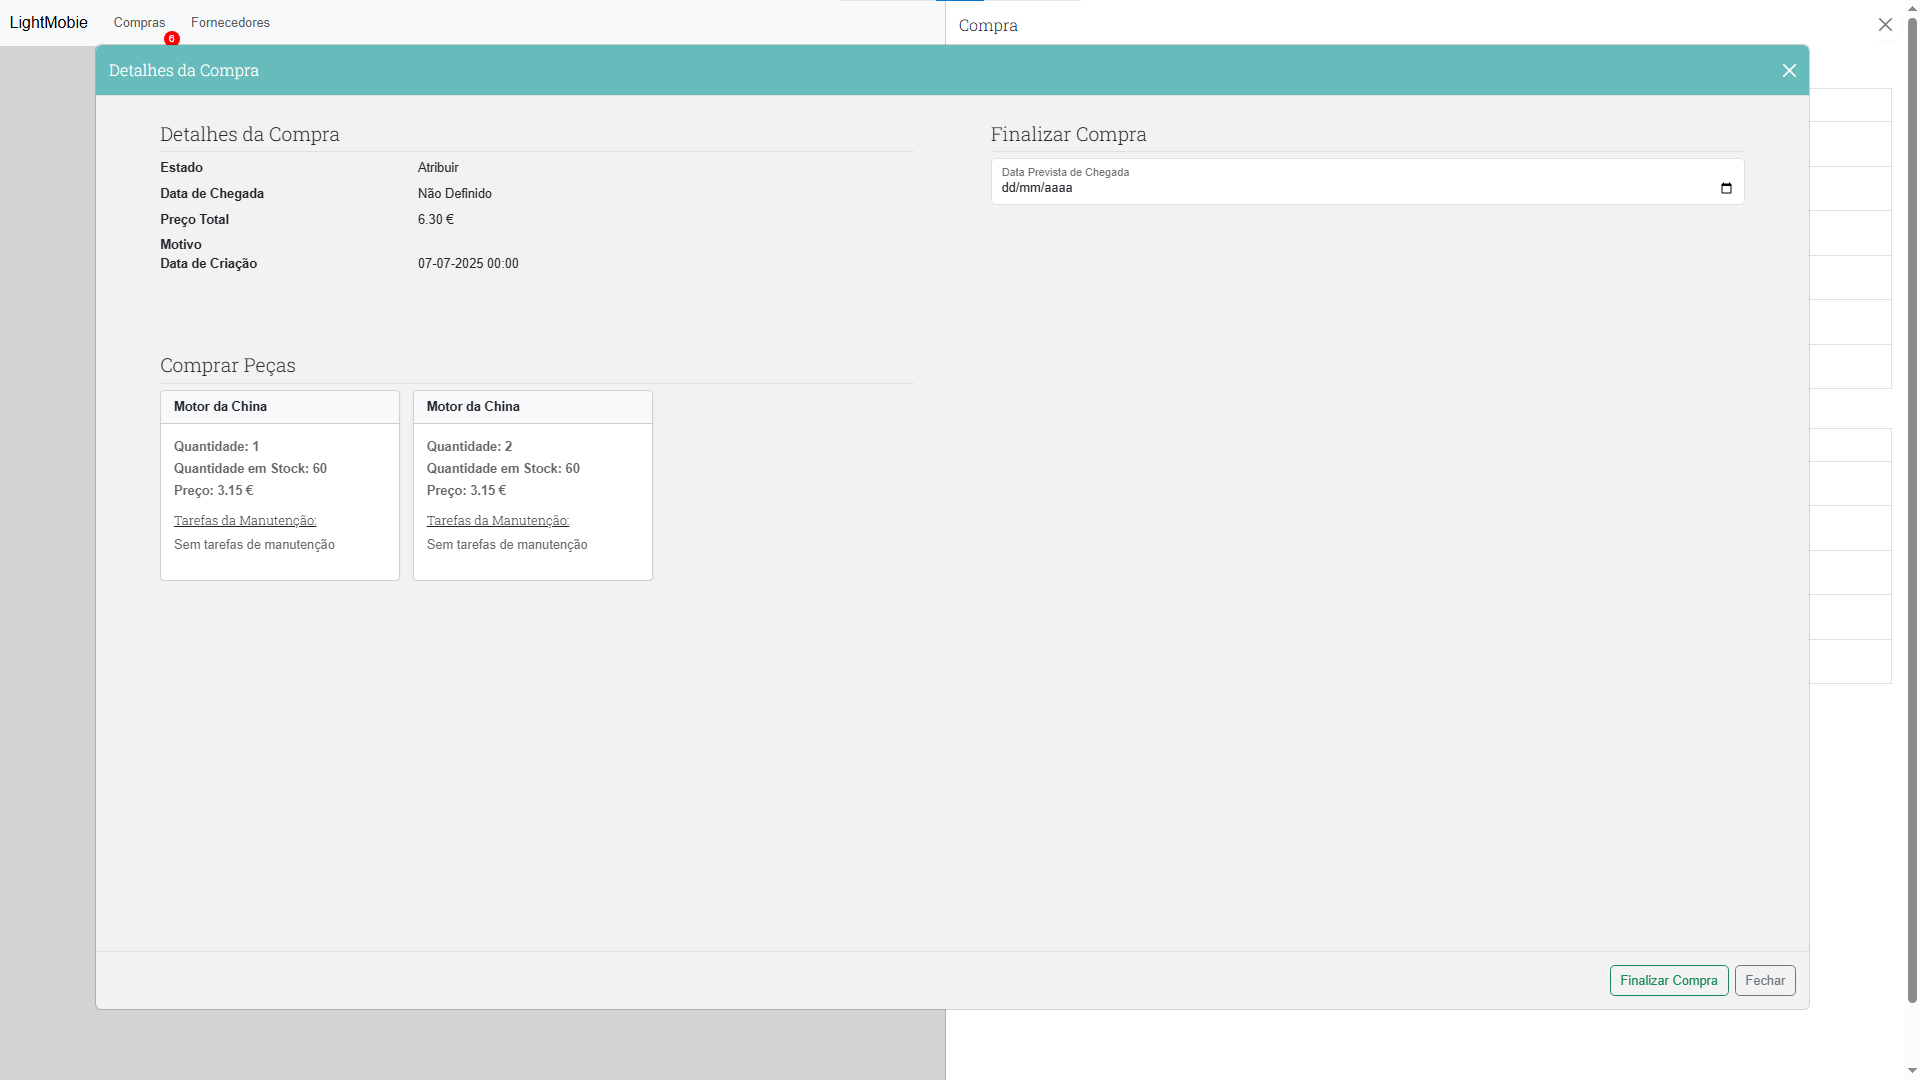 LightMobie
Compras
6
Fornecedores
Compra
Detalhes da Compra
Detalhes da Compra
Estado
Atribuir
Data de Chegada
Não Definido
Preço Total
6.30 €
Motivo
Data de Criação
07-07-2025 00:00
Finalizar Compra
Data Prevista de Chegada
dd/mm/aaaa
Comprar Peças
Motor da China
Quantidade: 1
Quantidade em Stock: 60
Preço: 3.15 €
Tarefas da Manutenção:
Sem tarefas de manutenção
Motor da China
Quantidade: 2
Quantidade em Stock: 60
Preço: 3.15 €
Tarefas da Manutenção:
Sem tarefas de manutenção
Finalizar Compra
Fechar